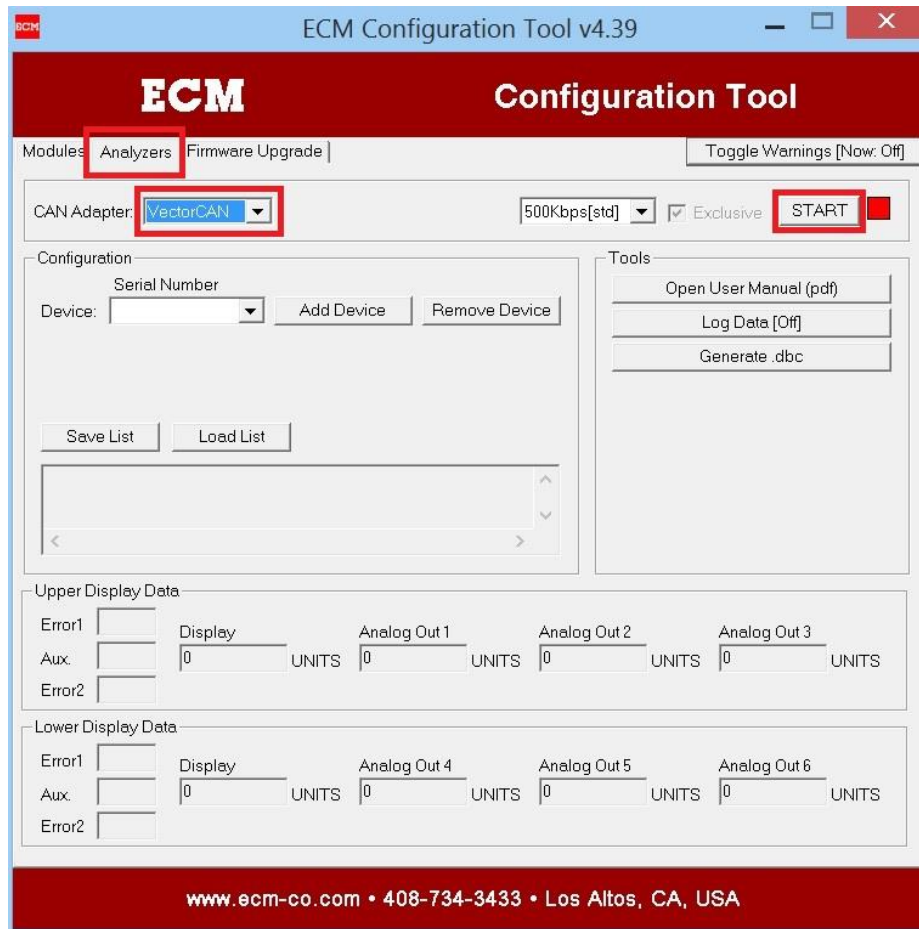 ECM ECM Configuration Tool v4.39
ECM Configuration Tool
Modules Analyzers Firmware Upgrade Toggle Warnings [Now: Off]
CAN Adapter: VectorCAN 500Kbps[std] Exclusive START
Configuration Tools
Serial Number Open User Manual (pdf)
Device: Add Device Remove Device
Log Data [Off]
Generate .dbc
Save List Load List
Upper Display Data
Error1 Display Analog Out 1 Analog Out 2 Analog Out 3
Aux. 0 UNITS 0 UNITS 0 UNITS 0 UNITS
Error2
Lower Display Data
Error1 Display Analog Out 4 Analog Out 5 Analog Out 6
Aux. 0 UNITS 0 UNITS 0 UNITS 0 UNITS
Error2
www.ecm-co.com • 408-734-3433 • Los Altos, CA, USA